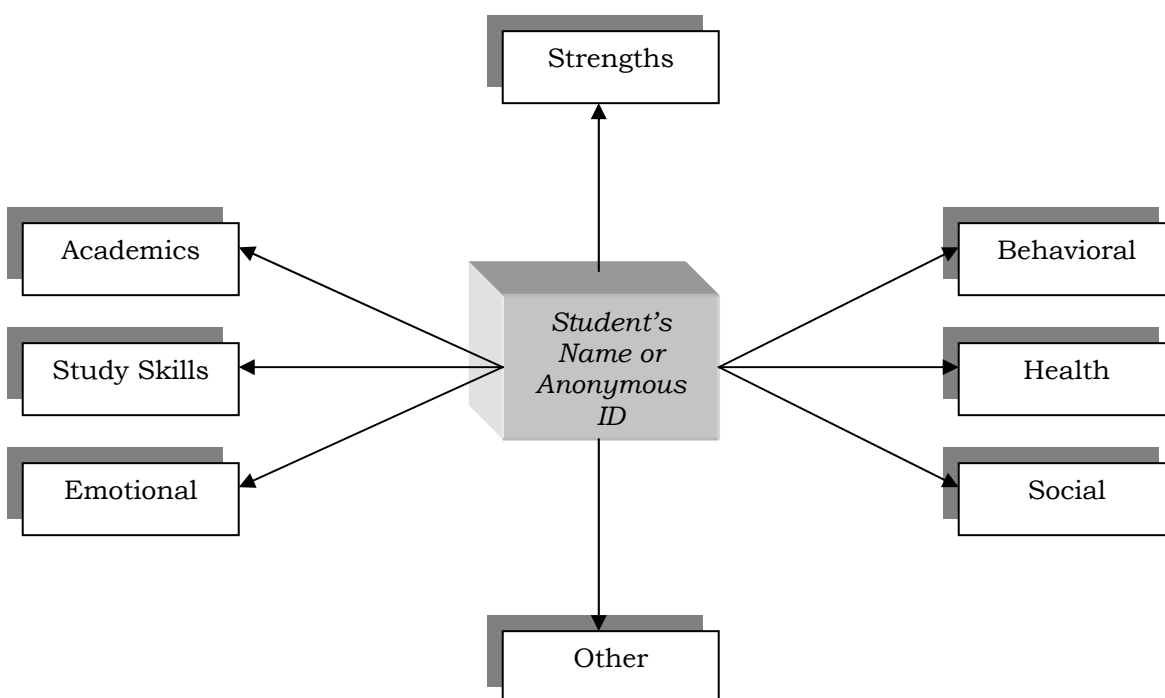 Strengths
Academics
Behavioral
Student’s
Name or
Anonymous
ID
Study Skills
Health
Emotional
Social
Other